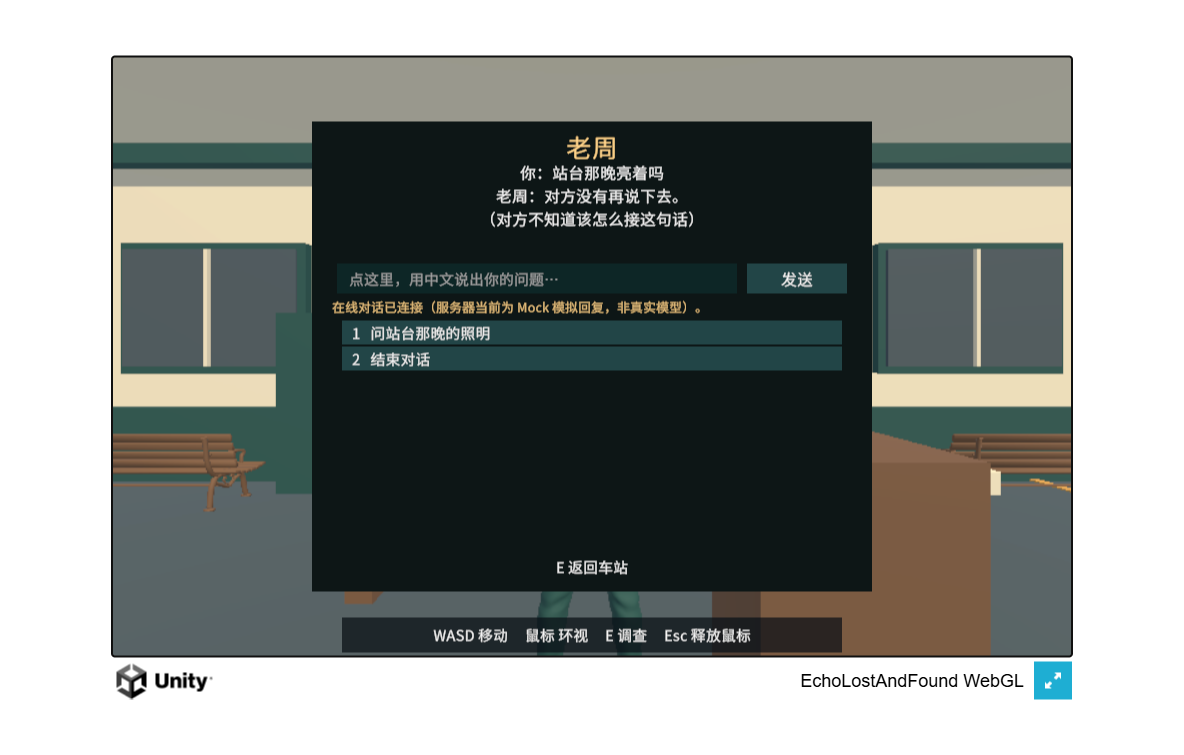 老周
你：站台那晚亮着吗
老周：对方没有再说下去。
（对方不知道该怎么接这句话）
点这里，用中文说出你的问题…
发送
在线对话已连接（服务器当前为 Mock 模拟回复，非真实模型）。
1 问站台那晚的照明
2 结束对话
E 返回车站
WASD 移动 鼠标 环视 E 调查 Esc 释放鼠标
Unity
EchoLostAndFound WebGL